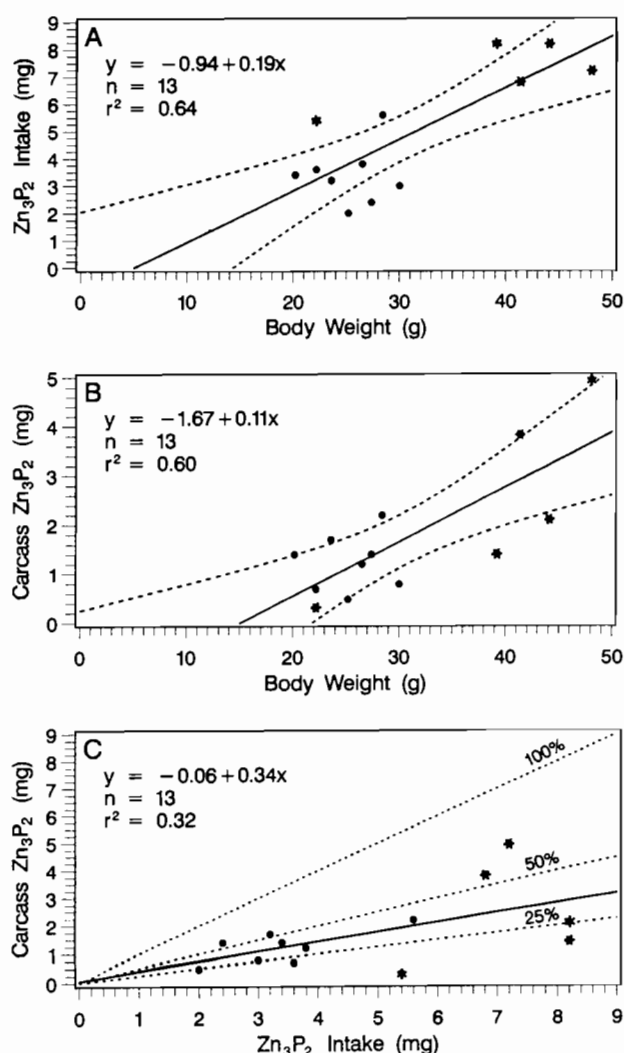 A
y = −0.94 + 0.19x
n = 13
r² = 0.64
Zn₃P₂ Intake (mg)
9
8
7
6
5
4
3
2
1
0
0 10 20 30 40 50
Body Weight (g)
B
y = −1.67 + 0.11x
n = 13
r² = 0.60
Carcass Zn₃P₂ (mg)
5
4
3
2
1
0
0 10 20 30 40 50
Body Weight (g)
C
y = −0.06 + 0.34x
n = 13
r² = 0.32
100%
50%
25%
Carcass Zn₃P₂ (mg)
9
8
7
6
5
4
3
2
1
0
0 1 2 3 4 5 6 7 8 9
Zn₃P₂ Intake (mg)